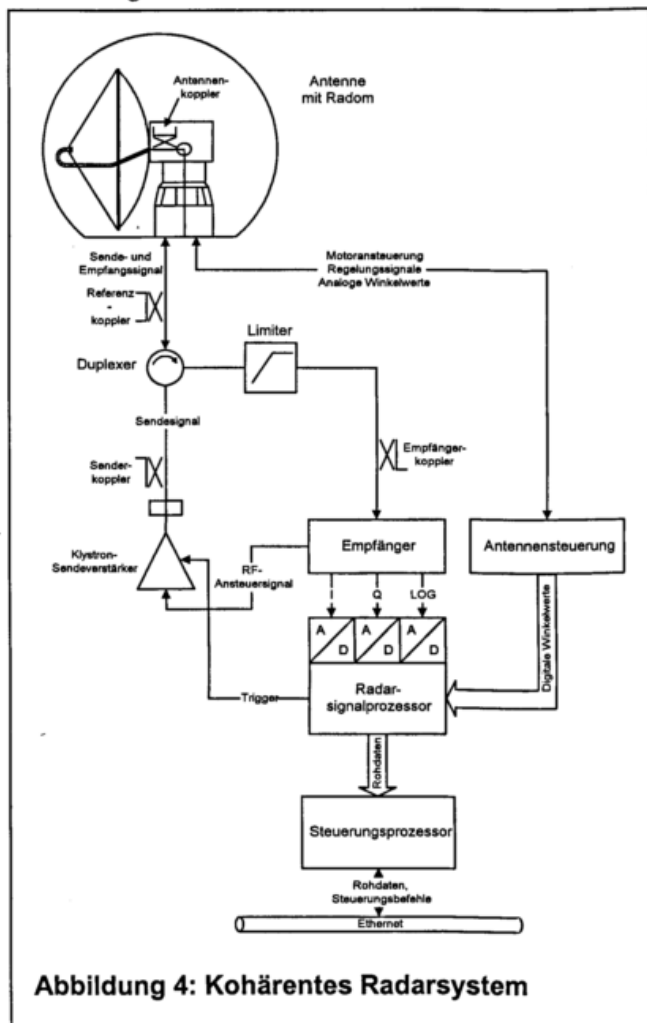 Antennen-
koppler
Antenne
mit Radom
Sende- und
Empfangssignal
Motoransteuerung
Regelungssignale
Analoge Winkelwerte
Referenz
-
koppler
Limiter
Duplexer
Sendesignal
Sender-
koppler
Empfänger-
koppler
Klystron-
Sendeverstärker
RF-
Ansteuersignal
Empfänger
Antennensteuerung
I
Q
LOG
A
D
A
D
A
D
Digitale Winkelwerte
Radar-
signalprozessor
Trigger
Rohdaten
Steuerungsprozessor
Rohdaten,
Steuerungsbefehle
Ethernet
Abbildung 4: Kohärentes Radarsystem